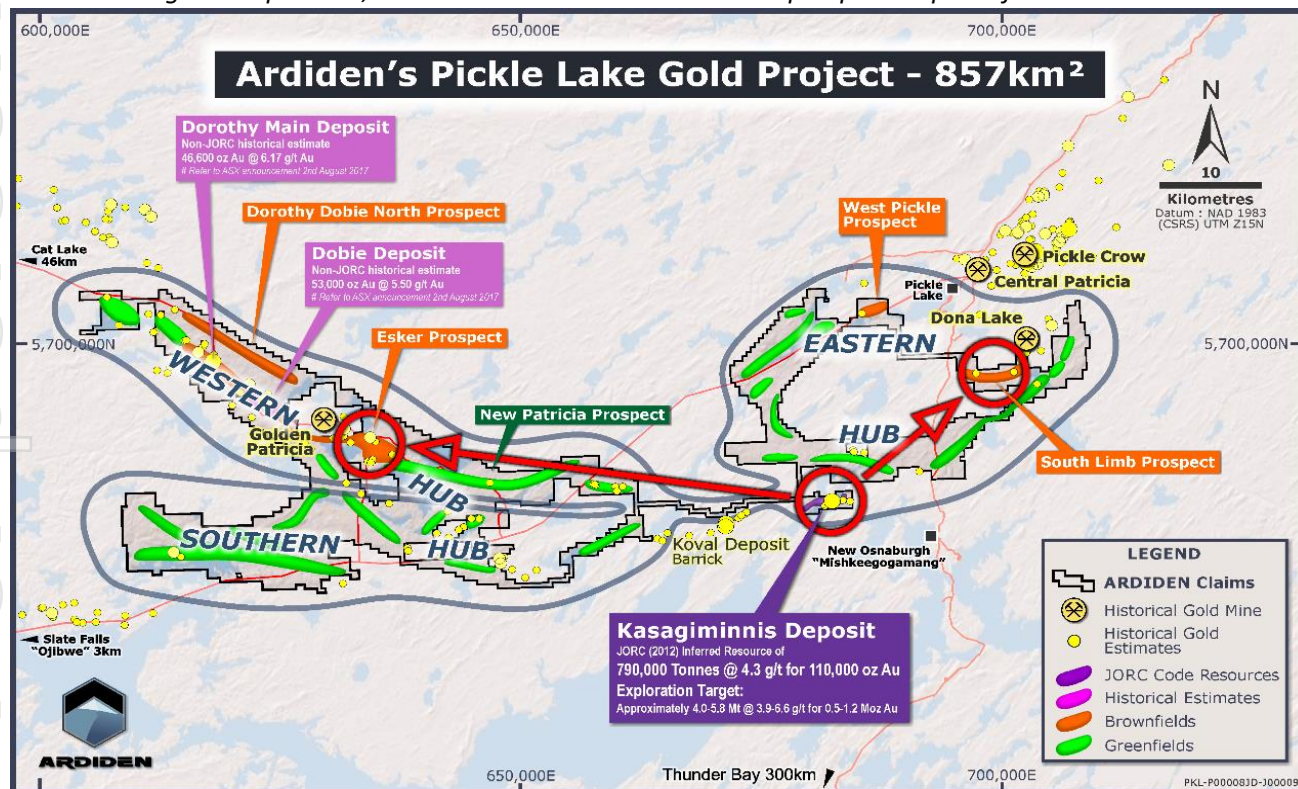 600,000E
650,000E
700,000E
Ardiden's Pickle Lake Gold Project - 857km²
N
10
Kilometres
Datum : NAD 1983
(CSRS) UTM Z15N
Dorothy Main Deposit
Non-JORC historical estimate
46,600 oz Au @ 6.17 g/t Au
# Refer to ASX announcement 2nd August 2017
Dorothy Dobie North Prospect
Dobie Deposit
Non-JORC historical estimate
53,000 oz Au @ 5.50 g/t Au
# Refer to ASX announcement 2nd August 2017
Cat Lake
46km
West Pickle
Prospect
Pickle Crow
Central Patricia
Pickle
Lake
Dona Lake
5,700,000N
5,700,000N
Esker Prospect
EASTERN
HUB
WESTERN
HUB
Golden
Patricia
New Patricia Prospect
South Limb Prospect
SOUTHERN
HUB
Koval Deposit
Barrick
New Osnaburgh
"Mishkeegogamang"
Slate Falls
"Ojibwe" 3km
Kasagiminnis Deposit
JORC (2012) Inferred Resource of
790,000 Tonnes @ 4.3 g/t for 110,000 oz Au
Exploration Target:
Approximately 4.0-5.8 Mt @ 3.9-6.6 g/t for 0.5-1.2 Moz Au
LEGEND
ARDIDEN Claims
Historical Gold Mine
Historical Gold
Estimates
JORC Code Resources
Historical Estimates
Brownfields
Greenfields
ARDIDEN
650,000E
Thunder Bay 300km
700,000E
PKL-P00008JD-J00009